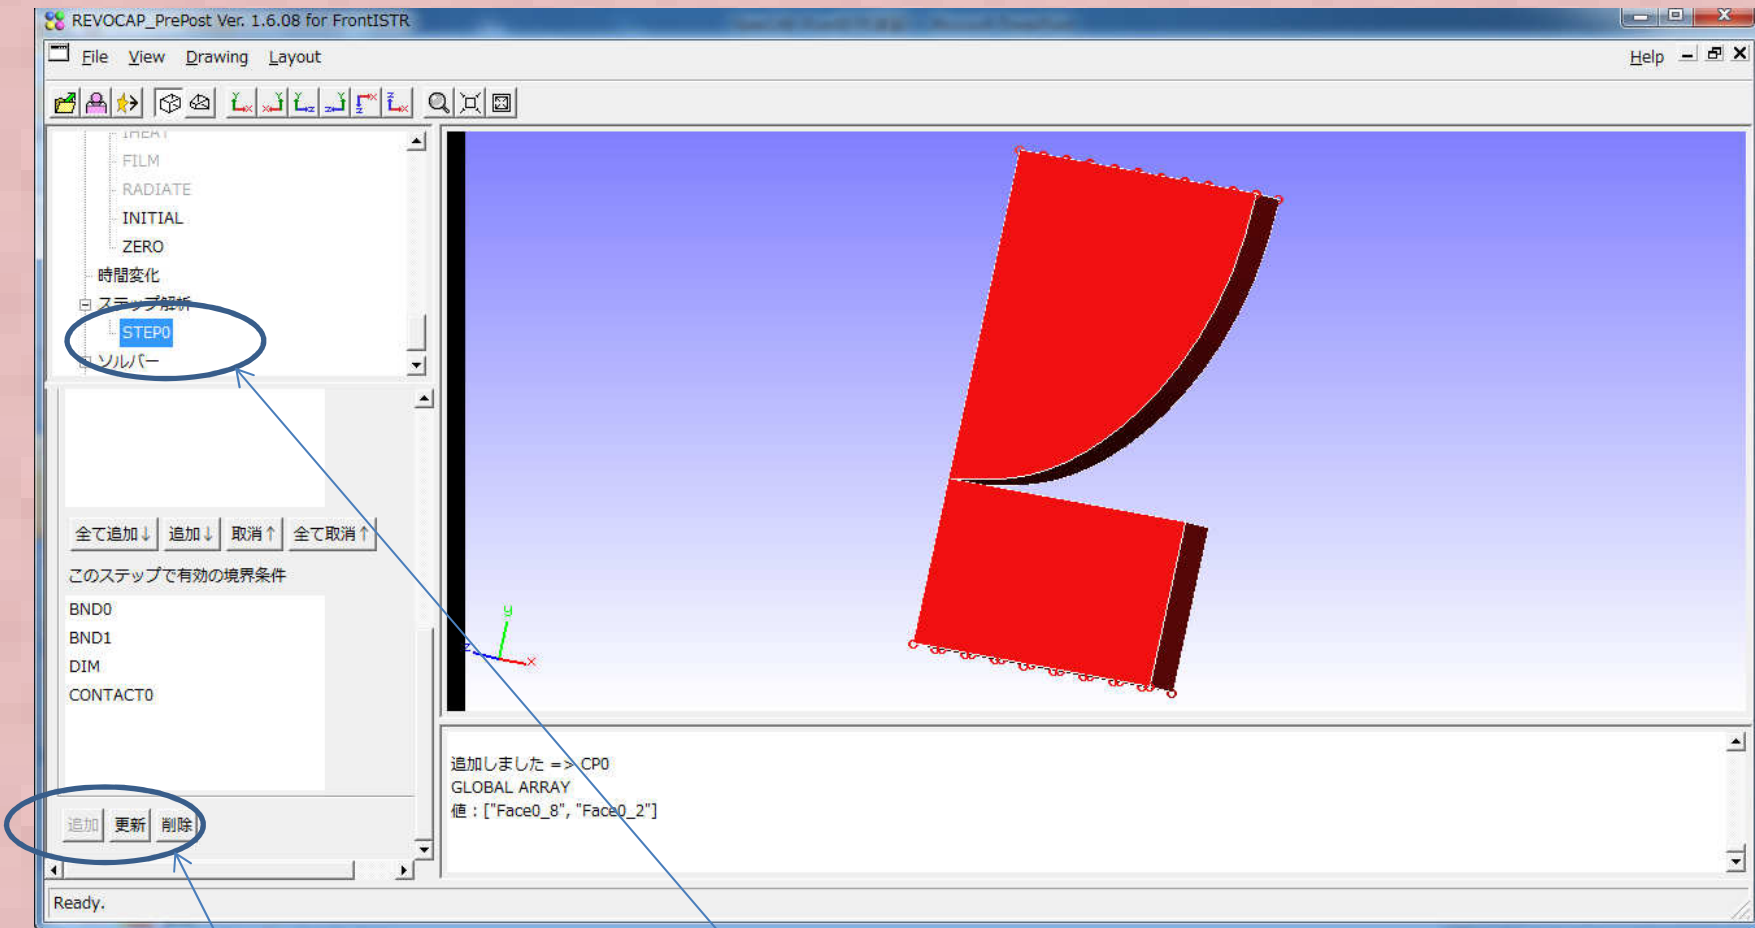 REVOCAP_PrePost Ver. 1.6.08 for FrontISTR
File View Drawing Layout Help
IHEAT
FILM
RADIATE
INITIAL
ZERO
時間変化
ステップ解析
STEP0
ソルバー
全て追加↓ 追加↓ 取消↑ 全て取消↑
このステップで有効の境界条件
BND0
BND1
DIM
CONTACT0
追加 更新 削除
y
z x
追加しました => CP0
GLOBAL ARRAY
値 : ["Face0_8", "Face0_2"]
Ready.